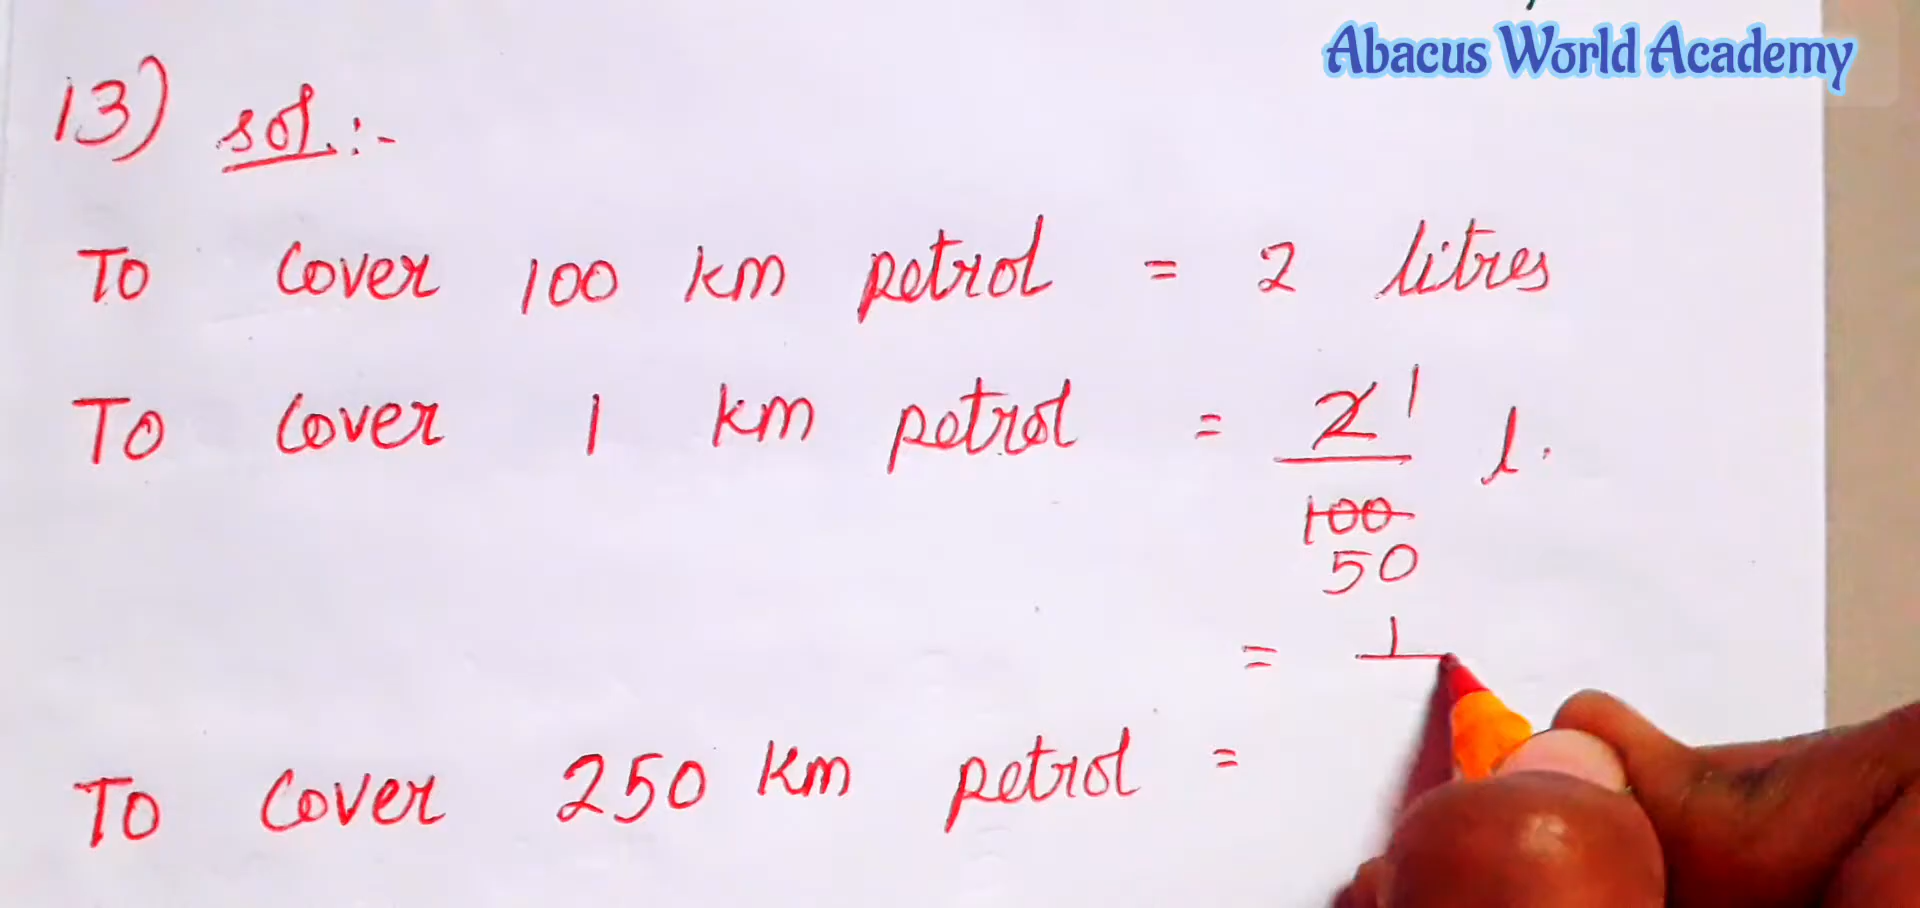 Abacus World Academy
13) sol.:-
To cover 100 km petrol = 2 litres
To cover 1 km petrol = 2 1 l.
100
50
= 1
To cover 250 km petrol =